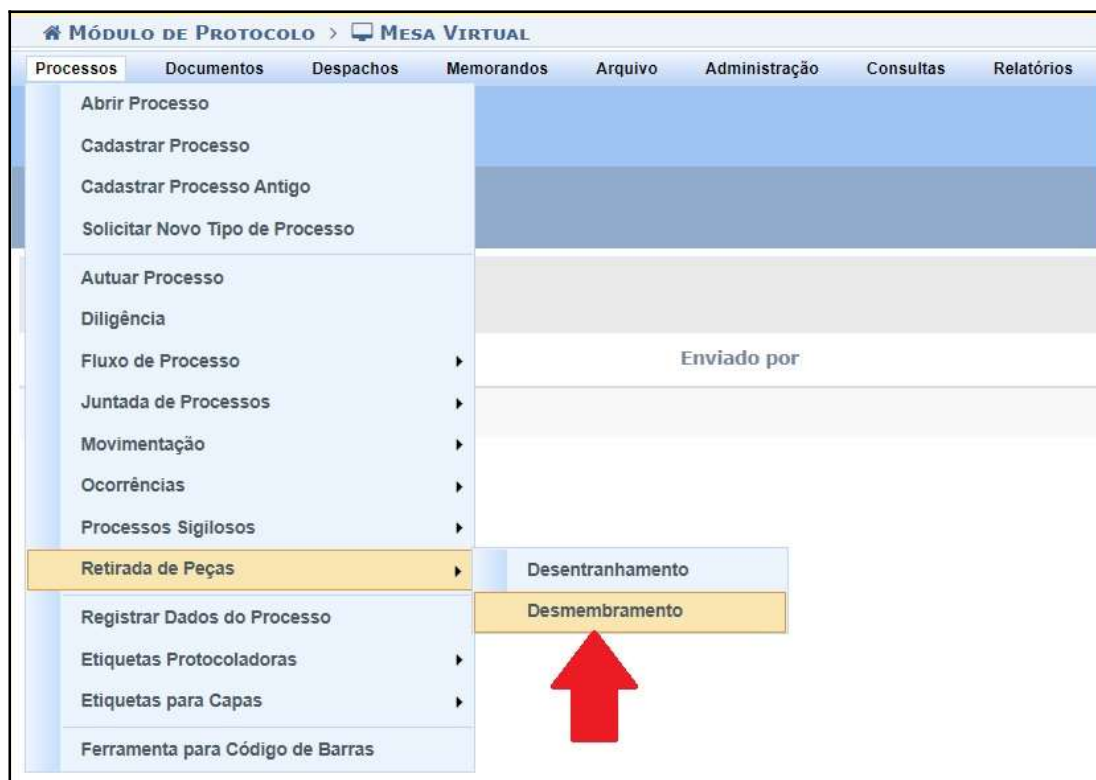 MÓDULO DE PROTOCOLO > MESA VIRTUAL
Processos Documentos Despachos Memorandos Arquivo Administração Consultas Relatórios
Abrir Processo
Cadastrar Processo
Cadastrar Processo Antigo
Solicitar Novo Tipo de Processo
Autuar Processo
Diligência
Fluxo de Processo
Enviado por
Juntada de Processos
Movimentação
Ocorrências
Processos Sigilosos
Retirada de Peças
Desentranhamento
Desmembramento
Registrar Dados do Processo
Etiquetas Protocoladoras
Etiquetas para Capas
Ferramenta para Código de Barras